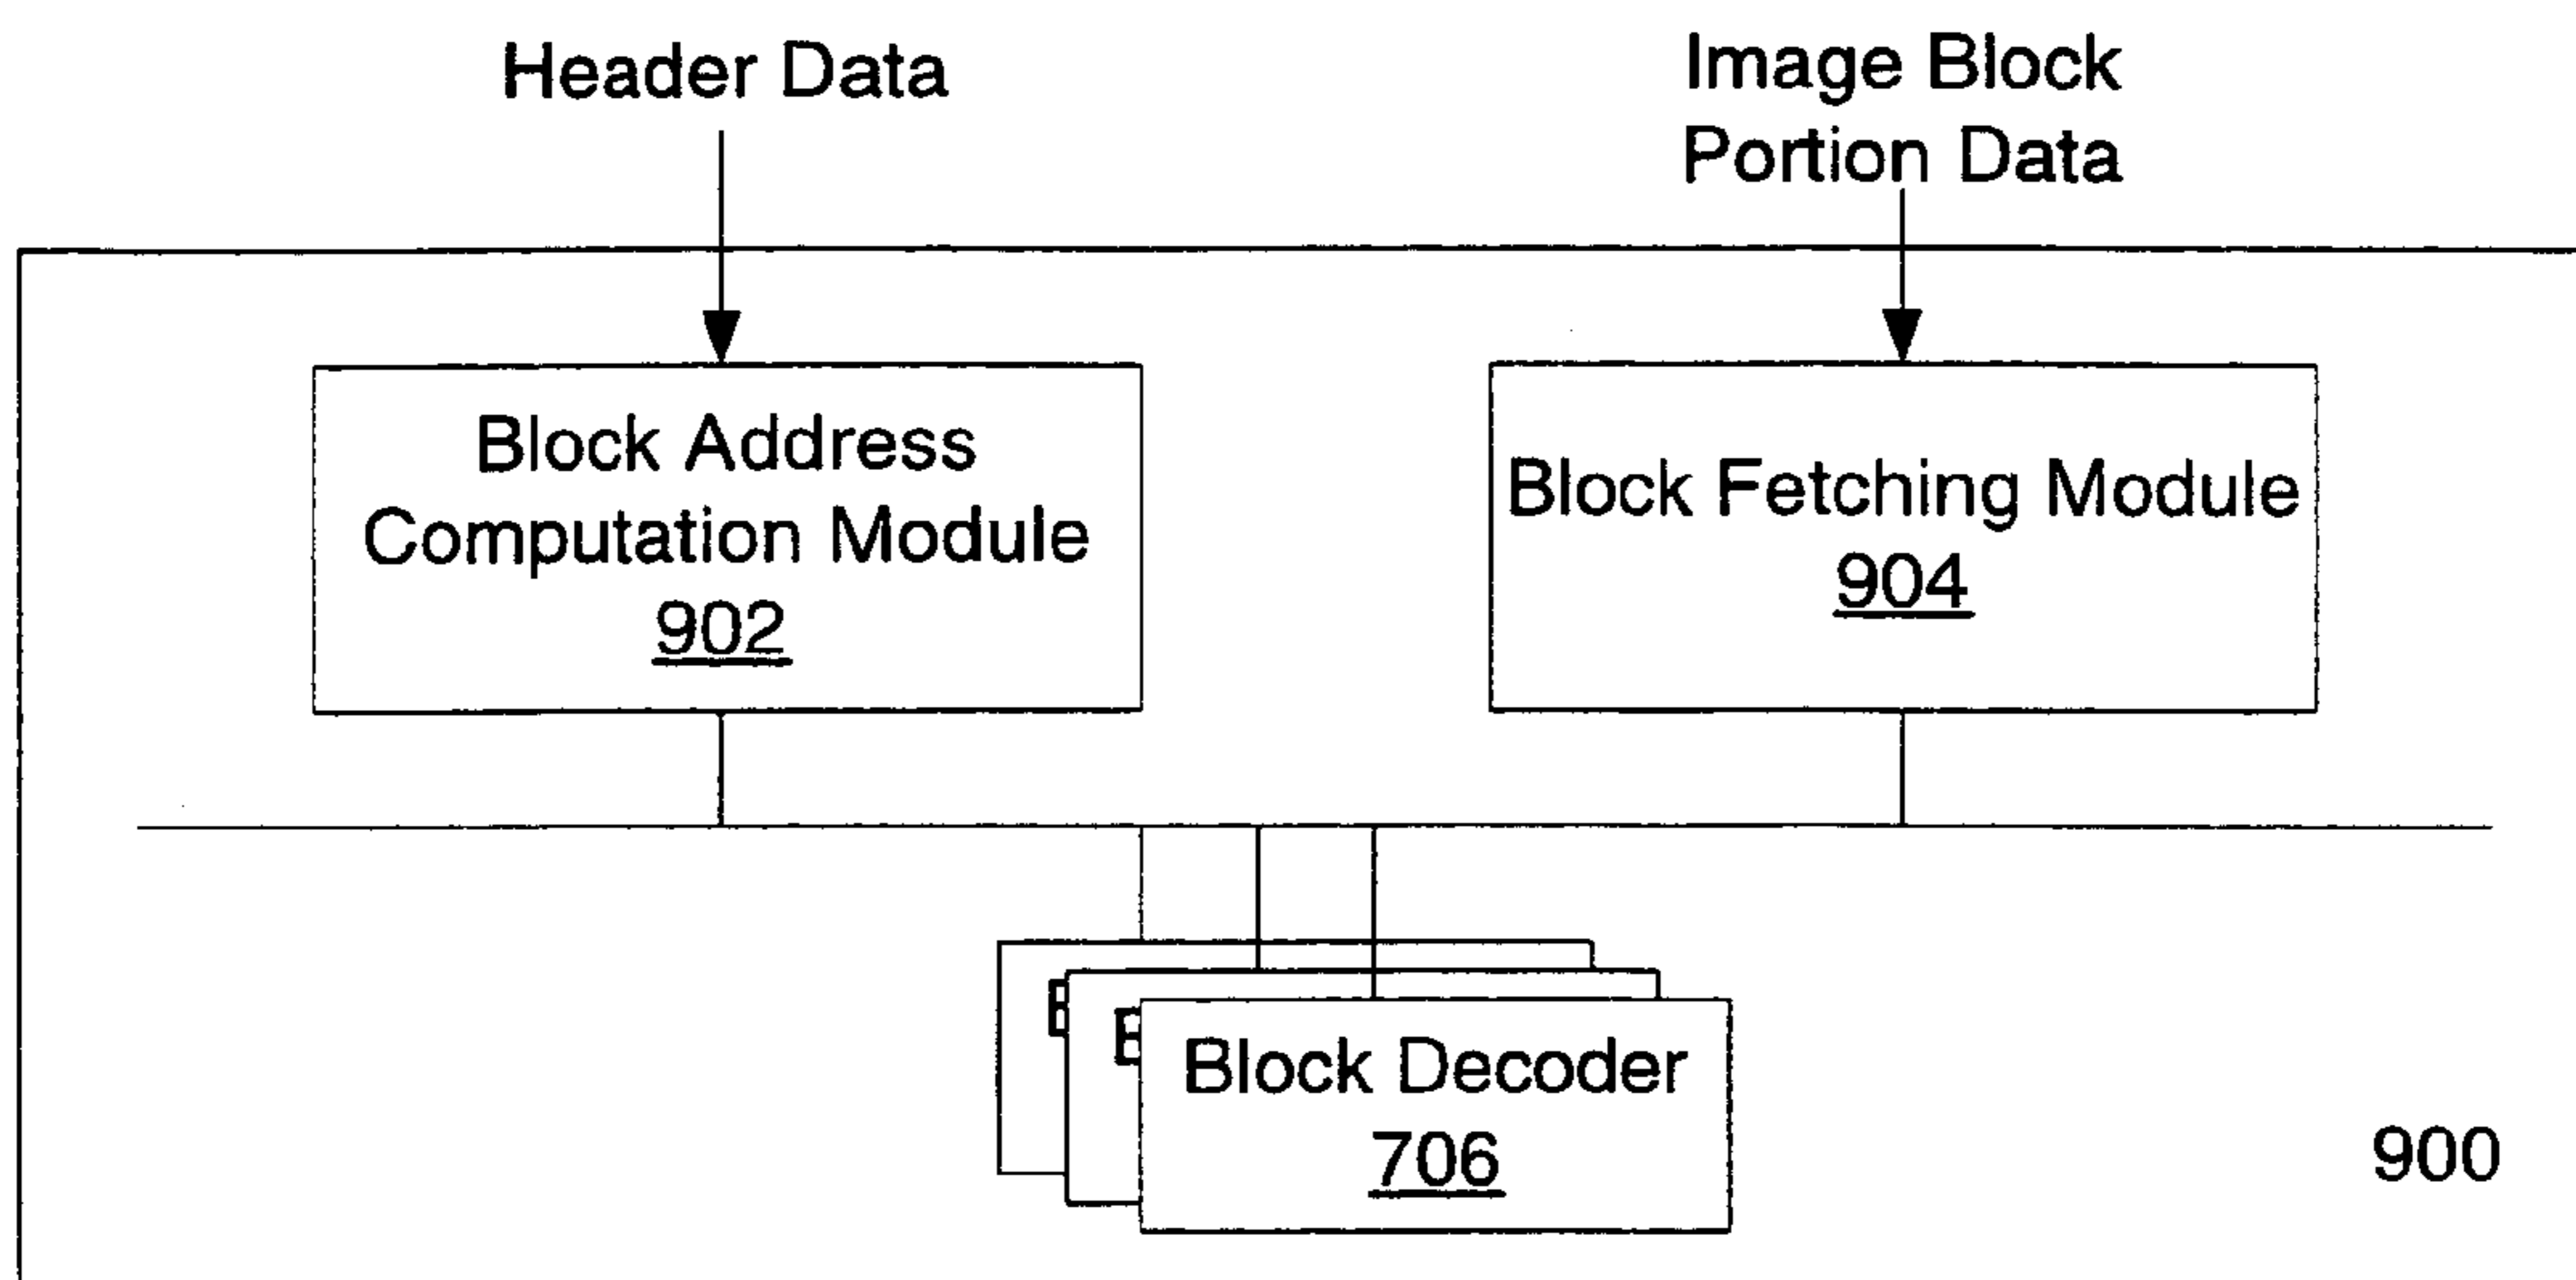 Header Data
Image Block
Portion Data
Block Address
Computation Module
902
Block Fetching Module
904
Block Decoder
706
900